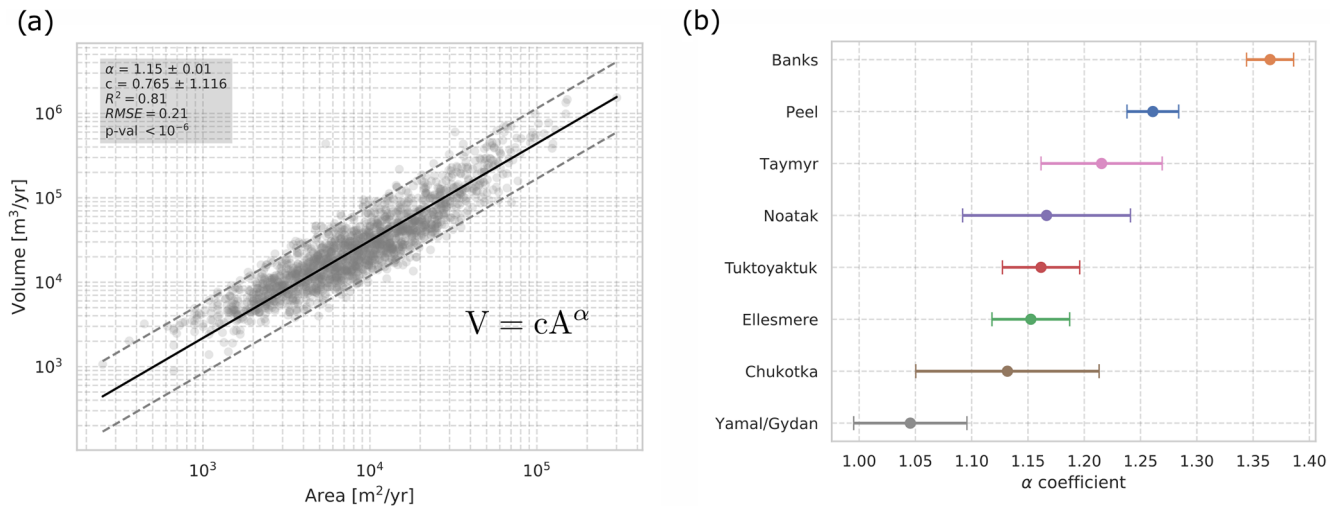 (a)
α = 1.15 ± 0.01
c = 0.765 ± 1.116
R² = 0.81
RMSE = 0.21
p-val < 10⁻⁶
V = cA^α
10⁶
10⁵
10⁴
10³
Volume [m³/yr]
10³ 10⁴ 10⁵
Area [m²/yr]
(b)
Banks
Peel
Taymyr
Noatak
Tuktoyaktuk
Ellesmere
Chukotka
Yamal/Gydan
1.00 1.05 1.10 1.15 1.20 1.25 1.30 1.35 1.40
α coefficient